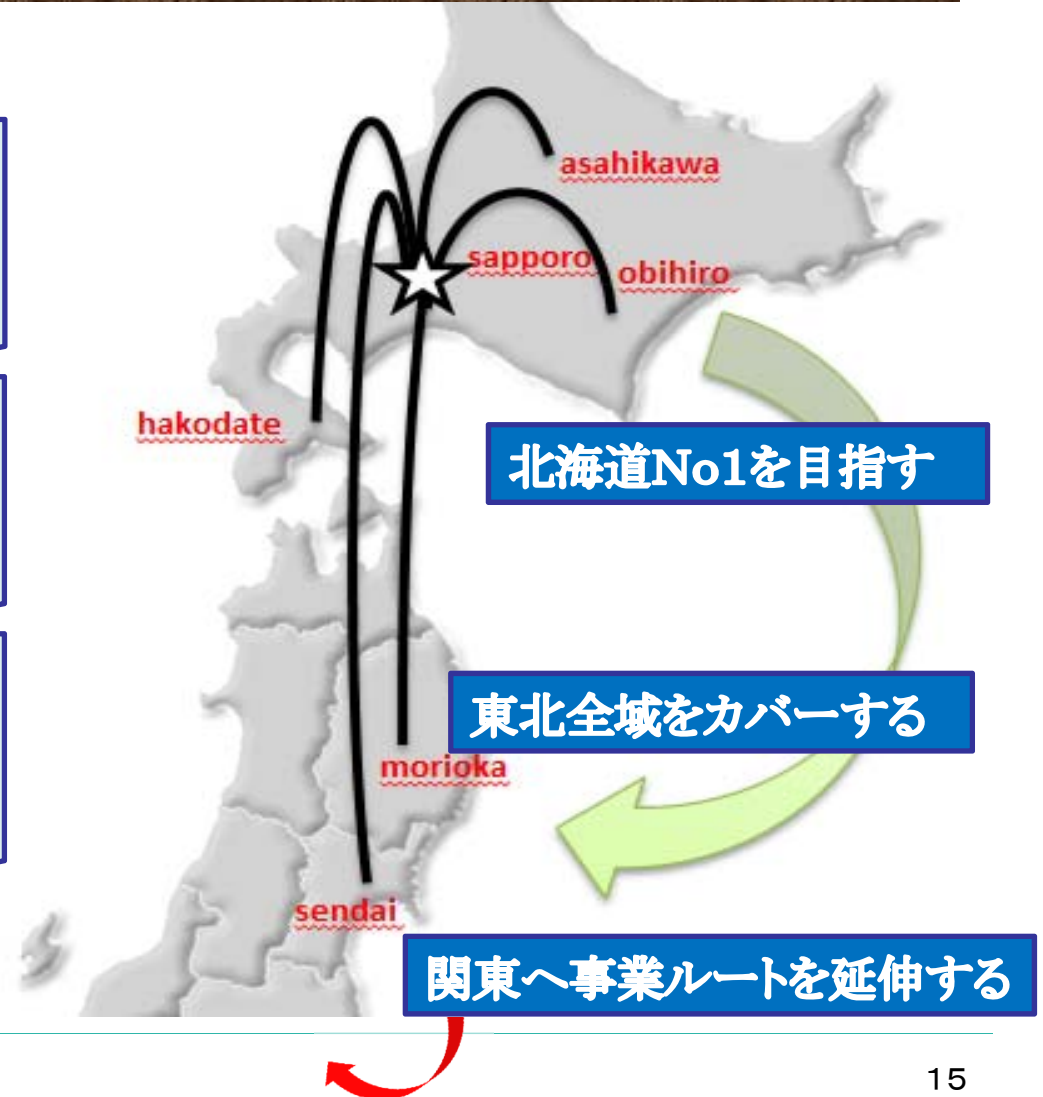 asahikawa
sapporo
obihiro
hakodate
北海道No1を目指す
東北全域をカバーする
morioka
sendai
関東へ事業ルートを延伸する
15